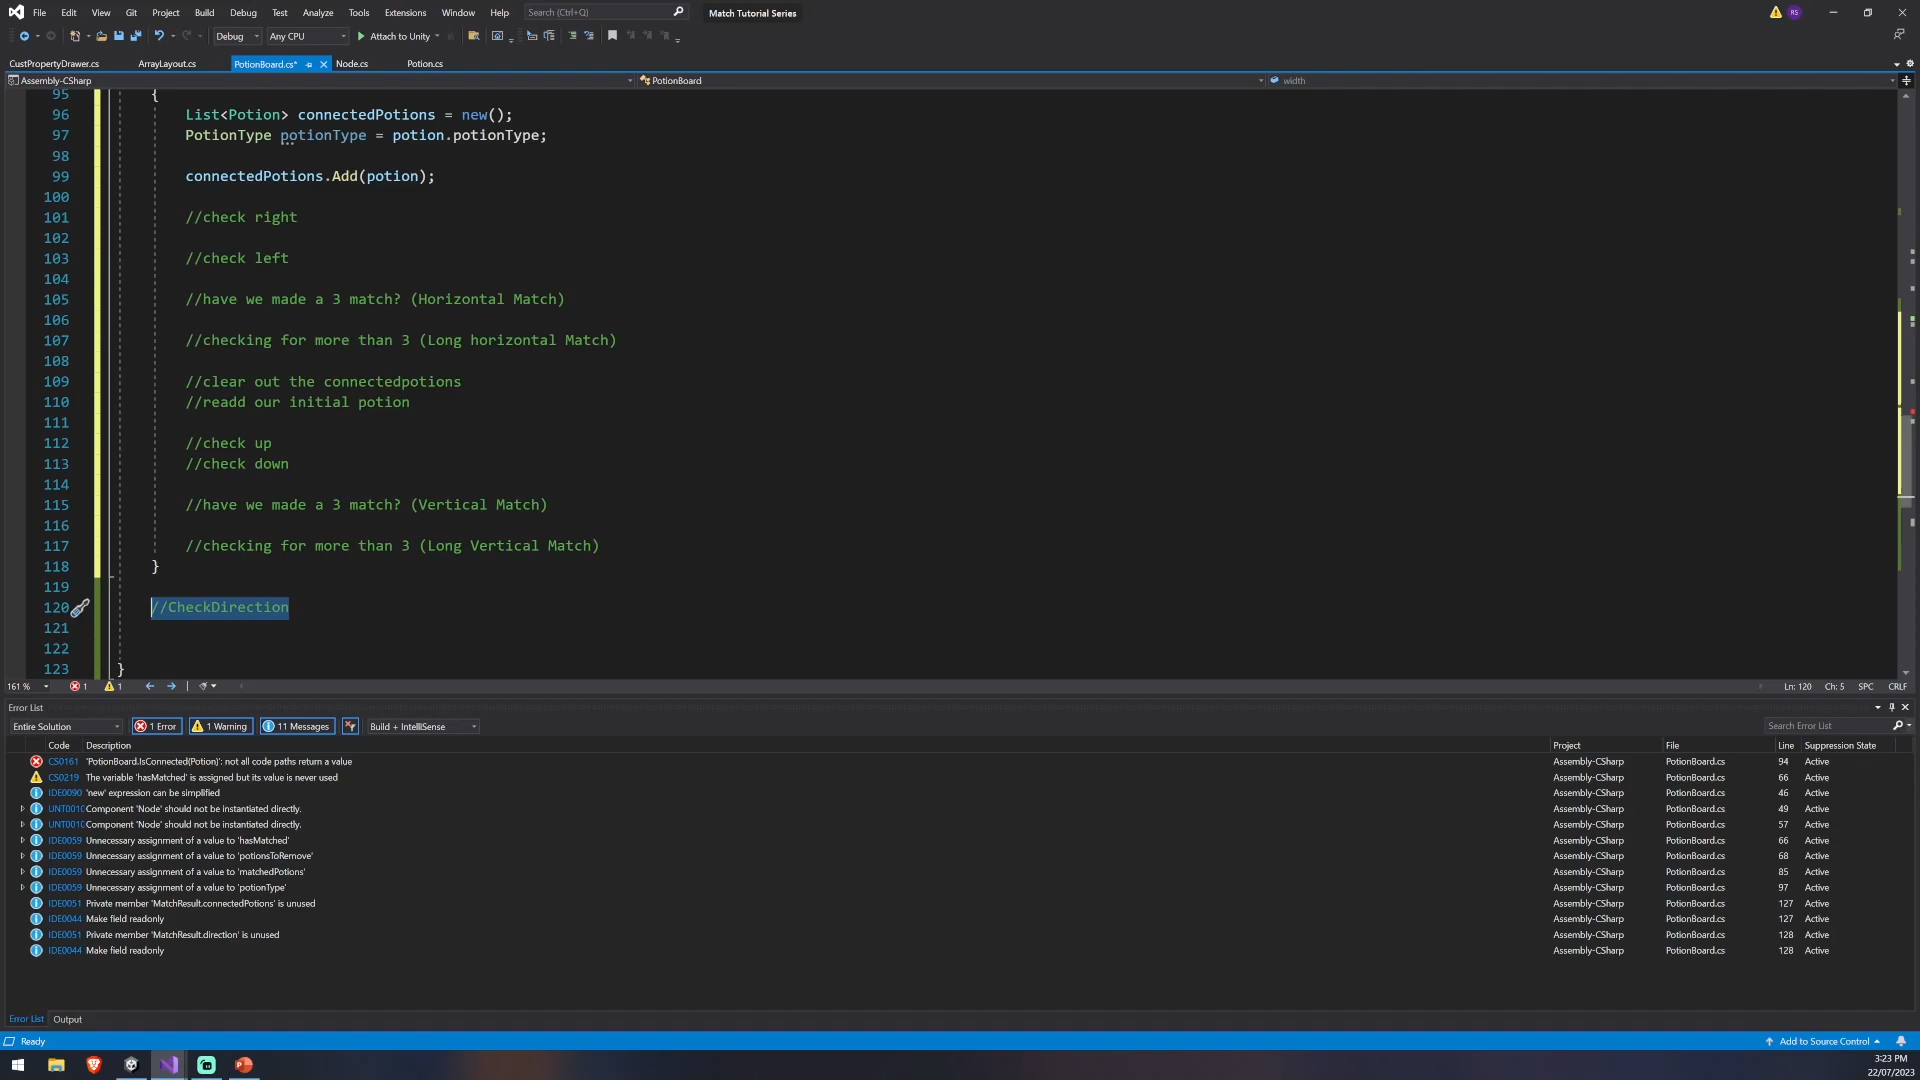 File Edit View Git Project Build Debug Test Analyze Tools Extensions Window Help Search (Ctrl+Q) Match Tutorial Series RS
Debug Any CPU Attach to Unity
CustPropertyDrawer.cs ArrayLayout.cs PotionBoard.cs* Node.cs Potion.cs
Assembly-CSharp PotionBoard width
95 {
96 List<Potion> connectedPotions = new();
97 PotionType potionType = potion.potionType;
98
99 connectedPotions.Add(potion);
100
101 //check right
102
103 //check left
104
105 //have we made a 3 match? (Horizontal Match)
106
107 //checking for more than 3 (Long horizontal Match)
108
109 //clear out the connectedpotions
110 //readd our initial potion
111
112 //check up
113 //check down
114
115 //have we made a 3 match? (Vertical Match)
116
117 //checking for more than 3 (Long Vertical Match)
118 }
119
120 //CheckDirection
121
122
123 }
161 % 1 1 Ln: 120 Ch: 5 SPC CRLF
Error List
Entire Solution 1 Error 1 Warning 11 Messages Build + IntelliSense Search Error List
Code Description Project File Line Suppression State
CS0161 'PotionBoard.IsConnected(Potion)': not all code paths return a value Assembly-CSharp PotionBoard.cs 94 Active
CS0219 The variable 'hasMatched' is assigned but its value is never used Assembly-CSharp PotionBoard.cs 66 Active
IDE0090 'new' expression can be simplified Assembly-CSharp PotionBoard.cs 46 Active
UNT0010 Component 'Node' should not be instantiated directly. Assembly-CSharp PotionBoard.cs 49 Active
UNT0010 Component 'Node' should not be instantiated directly. Assembly-CSharp PotionBoard.cs 57 Active
IDE0059 Unnecessary assignment of a value to 'hasMatched' Assembly-CSharp PotionBoard.cs 66 Active
IDE0059 Unnecessary assignment of a value to 'potionsToRemove' Assembly-CSharp PotionBoard.cs 68 Active
IDE0059 Unnecessary assignment of a value to 'matchedPotions' Assembly-CSharp PotionBoard.cs 85 Active
IDE0059 Unnecessary assignment of a value to 'potionType' Assembly-CSharp PotionBoard.cs 97 Active
IDE0051 Private member 'MatchResult.connectedPotions' is unused Assembly-CSharp PotionBoard.cs 127 Active
IDE0044 Make field readonly Assembly-CSharp PotionBoard.cs 127 Active
IDE0051 Private member 'MatchResult.direction' is unused Assembly-CSharp PotionBoard.cs 128 Active
IDE0044 Make field readonly Assembly-CSharp PotionBoard.cs 128 Active
Error List Output
Ready Add to Source Control
3:23 PM
22/07/2023